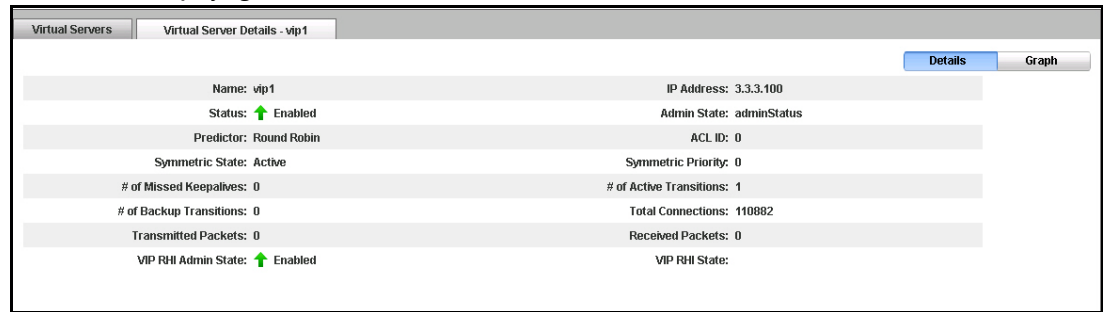 Virtual Servers Virtual Server Details - vip1
Details Graph
Name: vip1 IP Address: 3.3.3.100
Status: Enabled Admin State: adminStatus
Predictor: Round Robin ACL ID: 0
Symmetric State: Active Symmetric Priority: 0
# of Missed Keepalives: 0 # of Active Transitions: 1
# of Backup Transitions: 0 Total Connections: 110882
Transmitted Packets: 0 Received Packets: 0
VIP RHI Admin State: Enabled VIP RHI State: